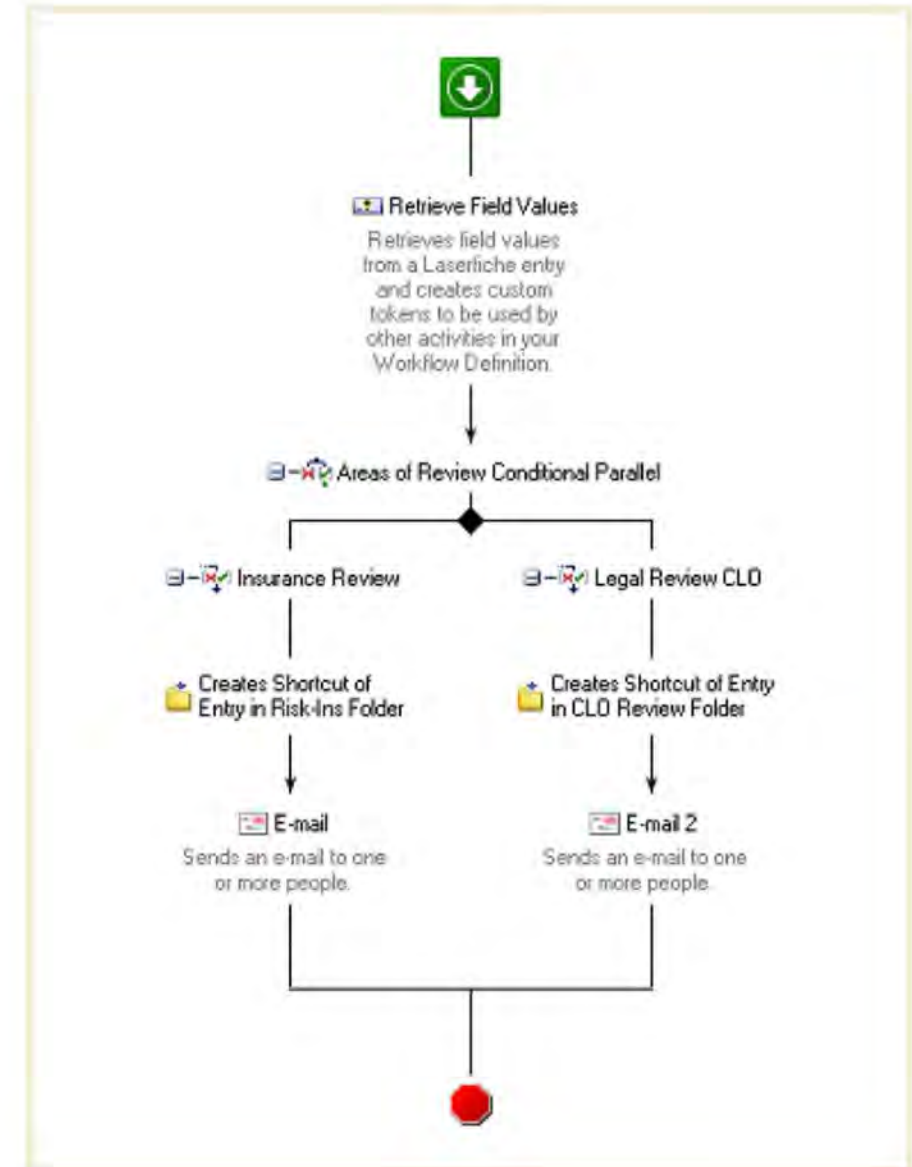 Retrieve Field Values
Retrieves field values
from a Laserfiche entry
and creates custom
tokens to be used by
other activities in your
Workflow Definition.
Areas of Review Conditional Parallel
Insurance Review
Legal Review CLO
Creates Shortcut of
Entry in Risk-Ins Folder
Creates Shortcut of Entry
in CLO Review Folder
E-mail
Sends an e-mail to one
or more people.
E-mail 2
Sends an e-mail to one
or more people.